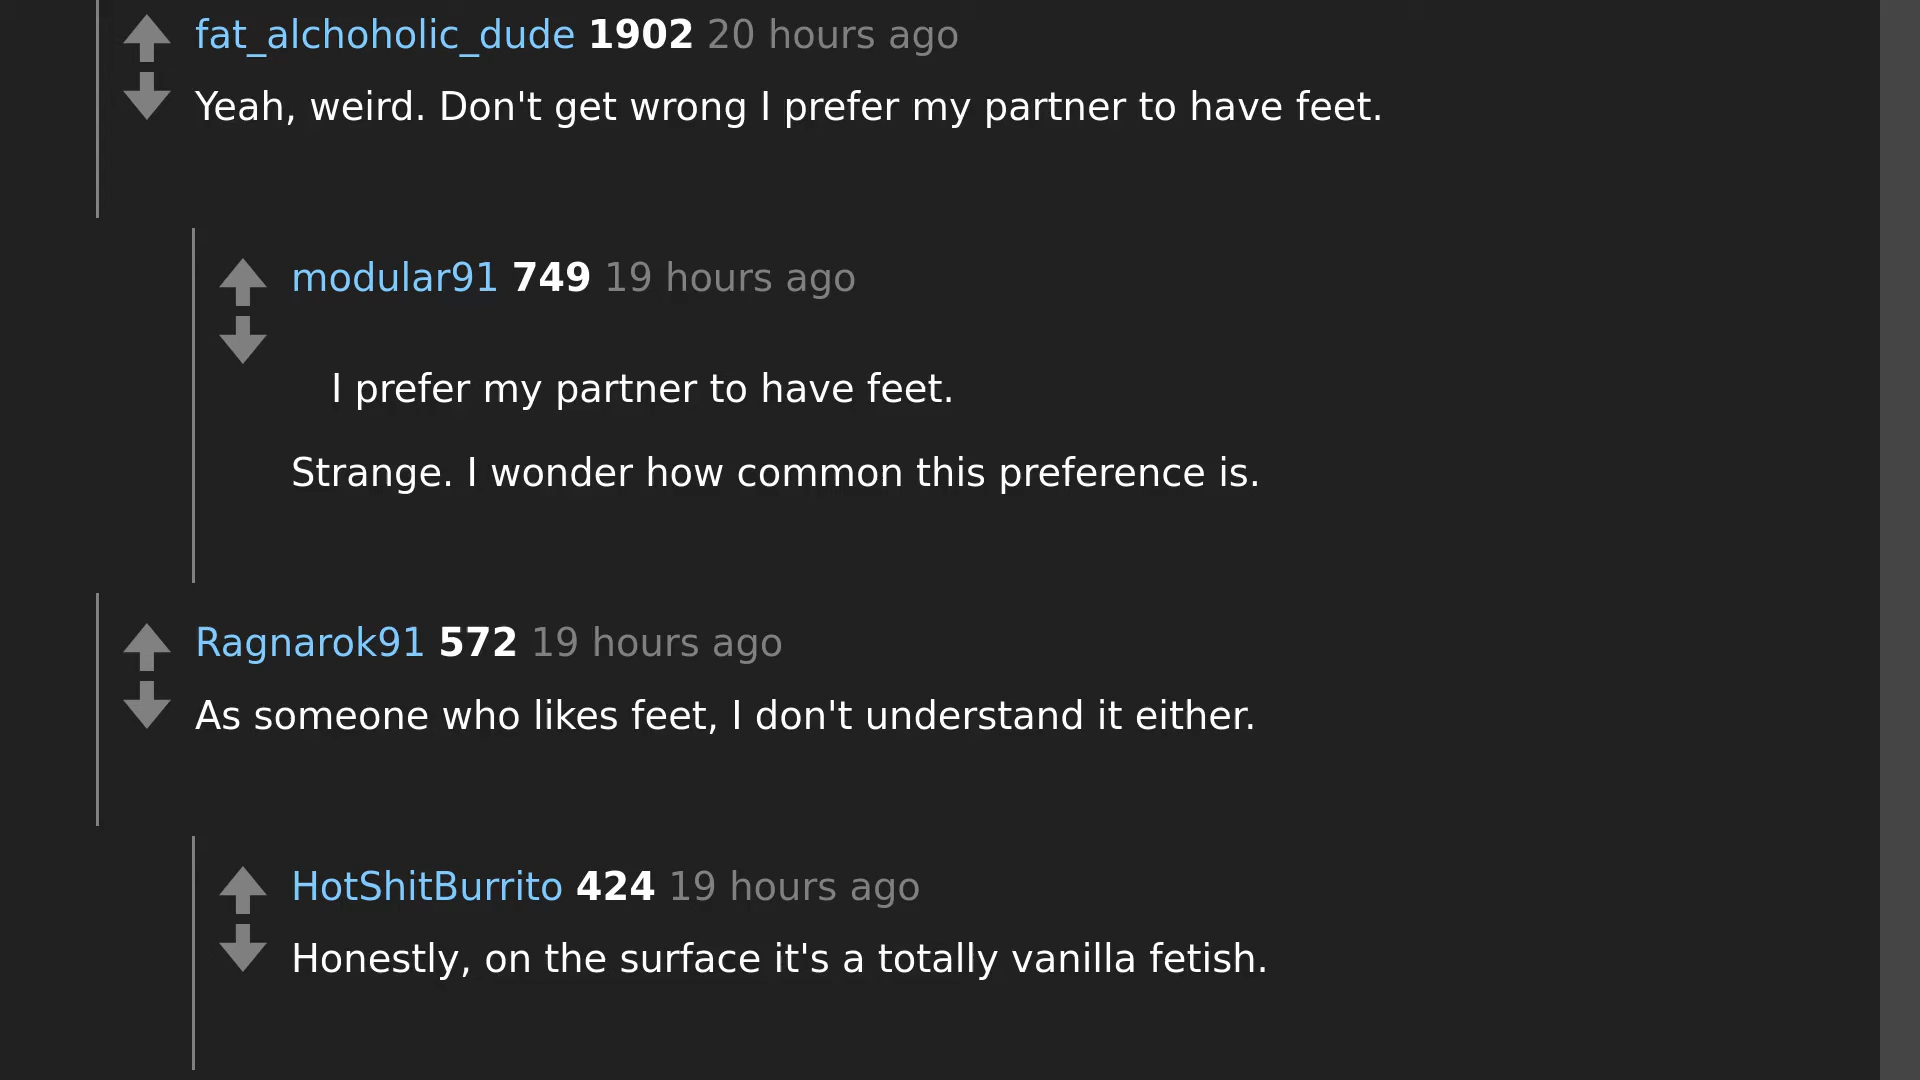 fat_alchoholic_dude 1902 20 hours ago
Yeah, weird. Don't get wrong I prefer my partner to have feet.
modular91 749 19 hours ago
I prefer my partner to have feet.
Strange. I wonder how common this preference is.
Ragnarok91 572 19 hours ago
As someone who likes feet, I don't understand it either.
HotShitBurrito 424 19 hours ago
Honestly, on the surface it's a totally vanilla fetish.